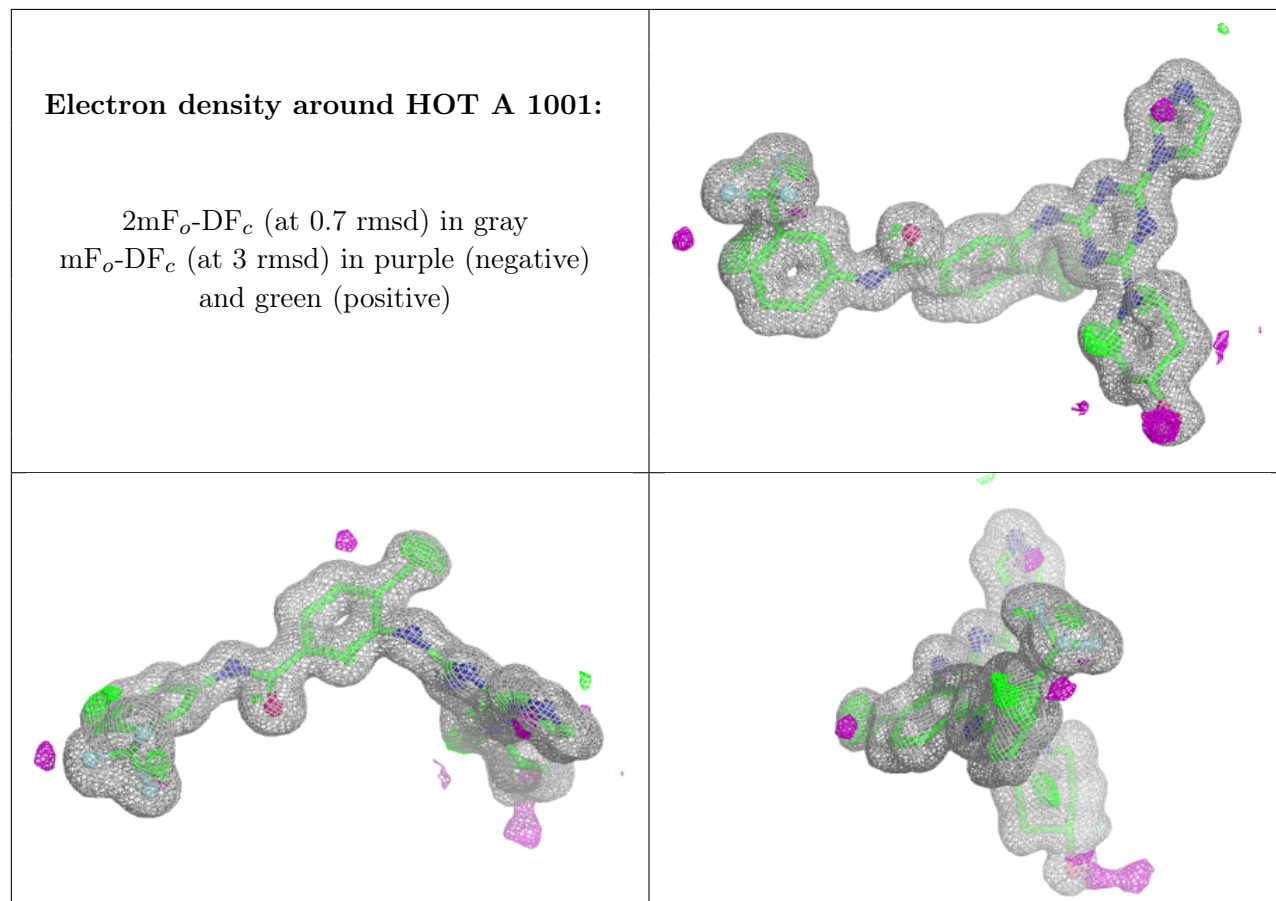 Electron density around HOT A 1001:
2mFₒ-DF𝒸 (at 0.7 rmsd) in gray
mFₒ-DF𝒸 (at 3 rmsd) in purple (negative)
and green (positive)